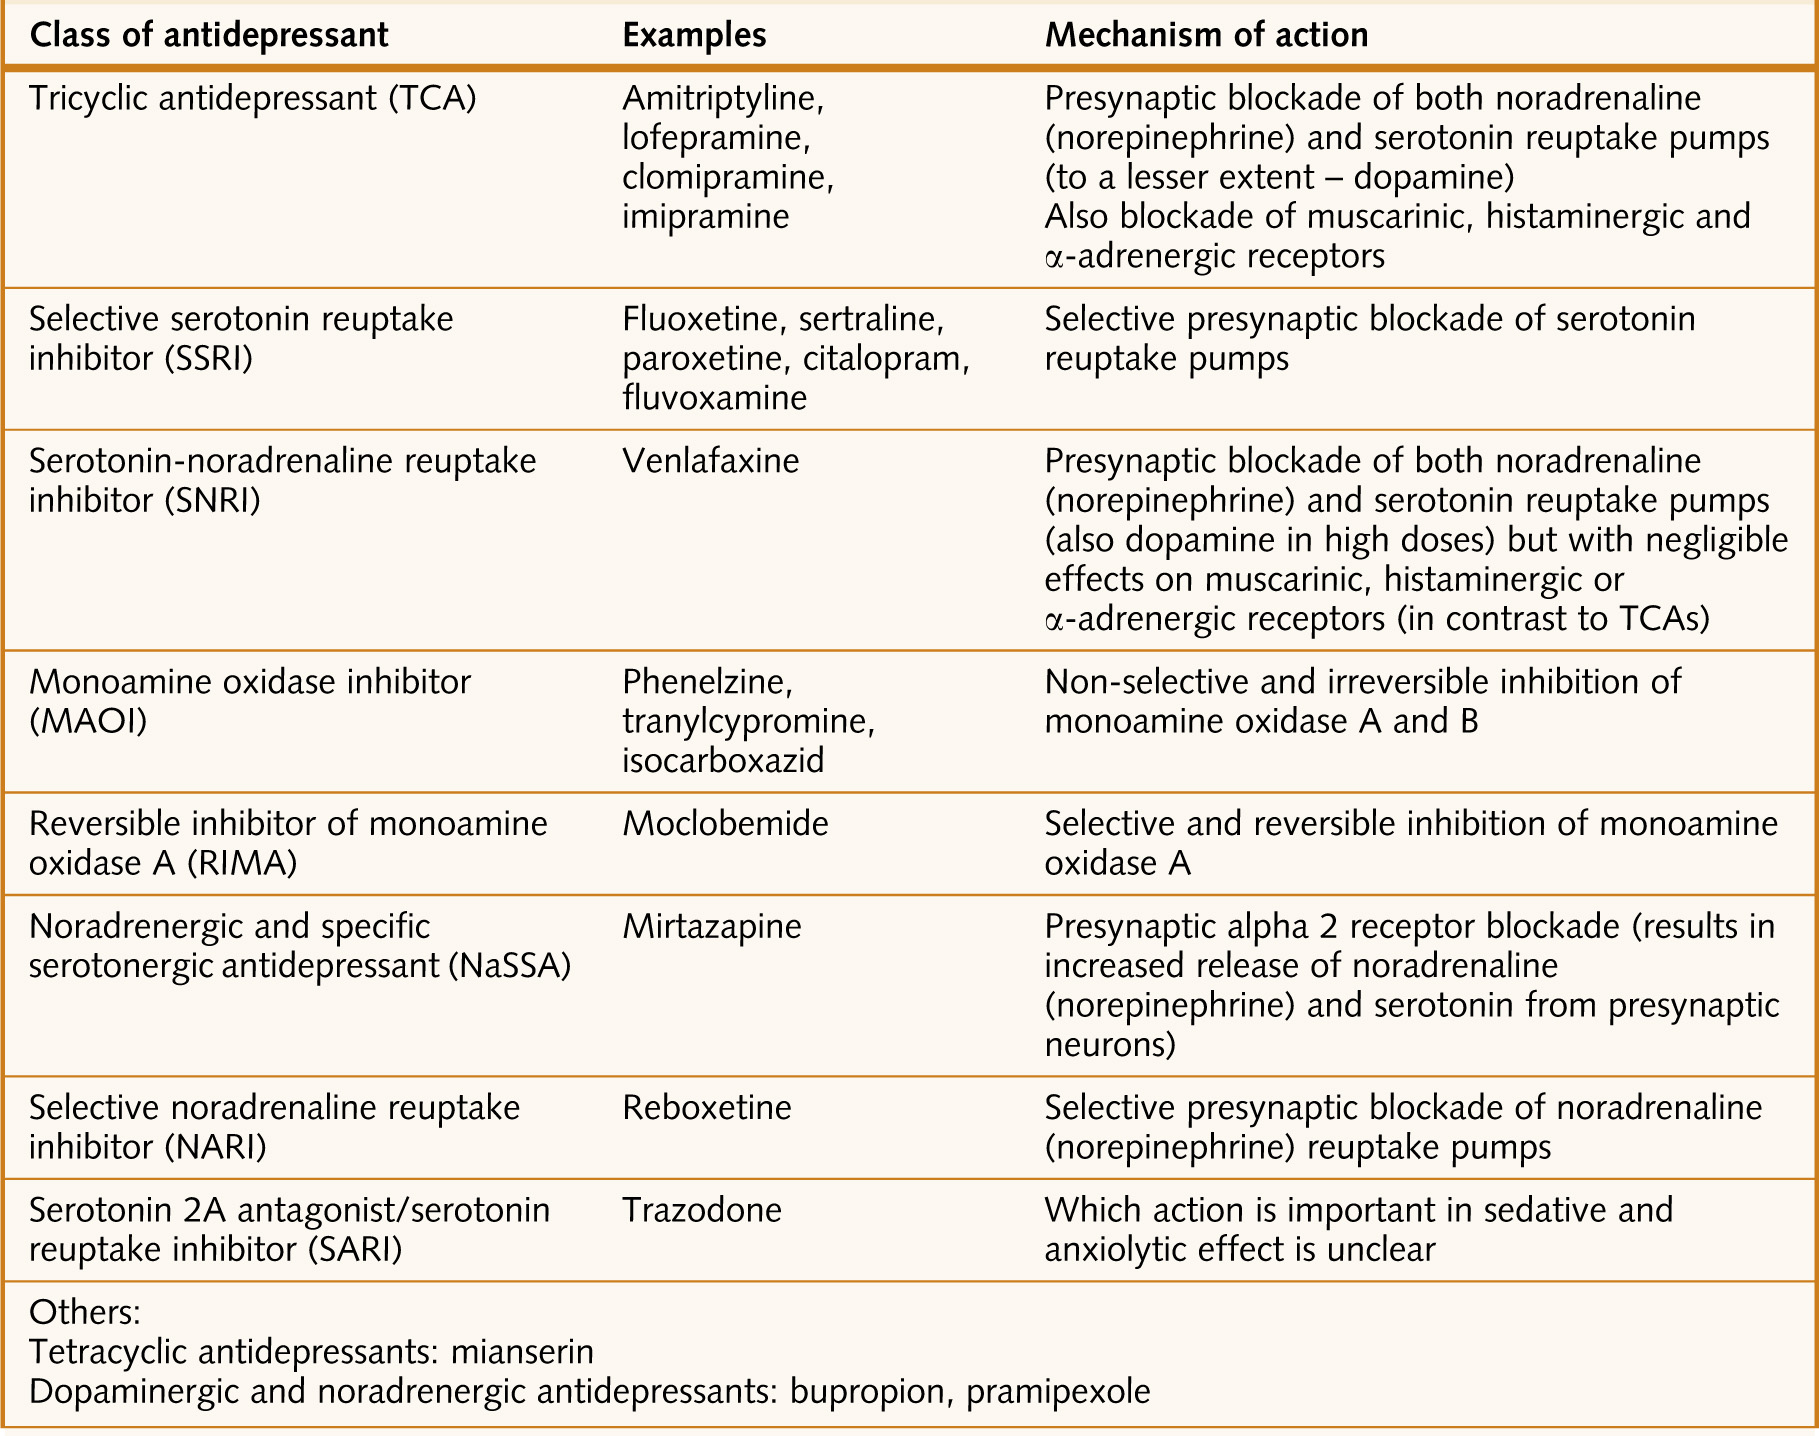 Class of antidepressant Examples Mechanism of action
Tricyclic antidepressant (TCA) Amitriptyline, Presynaptic blockade of both noradrenaline
lofepramine, (norepinephrine) and serotonin reuptake pumps
clomipramine, (to a lesser extent – dopamine)
imipramine Also blockade of muscarinic, histaminergic and
α-adrenergic receptors
Selective serotonin reuptake Fluoxetine, sertraline, Selective presynaptic blockade of serotonin
inhibitor (SSRI) paroxetine, citalopram, reuptake pumps
fluvoxamine
Serotonin-noradrenaline reuptake Venlafaxine Presynaptic blockade of both noradrenaline
inhibitor (SNRI) (norepinephrine) and serotonin reuptake pumps
(also dopamine in high doses) but with negligible
effects on muscarinic, histaminergic or
α-adrenergic receptors (in contrast to TCAs)
Monoamine oxidase inhibitor Phenelzine, Non-selective and irreversible inhibition of
(MAOI) tranylcypromine, monoamine oxidase A and B
isocarboxazid
Reversible inhibitor of monoamine Moclobemide Selective and reversible inhibition of monoamine
oxidase A (RIMA) oxidase A
Noradrenergic and specific Mirtazapine Presynaptic alpha 2 receptor blockade (results in
serotonergic antidepressant (NaSSA) increased release of noradrenaline
(norepinephrine) and serotonin from presynaptic
neurons)
Selective noradrenaline reuptake Reboxetine Selective presynaptic blockade of noradrenaline
inhibitor (NARI) (norepinephrine) reuptake pumps
Serotonin 2A antagonist/serotonin Trazodone Which action is important in sedative and
reuptake inhibitor (SARI) anxiolytic effect is unclear
Others:
Tetracyclic antidepressants: mianserin
Dopaminergic and noradrenergic antidepressants: bupropion, pramipexole